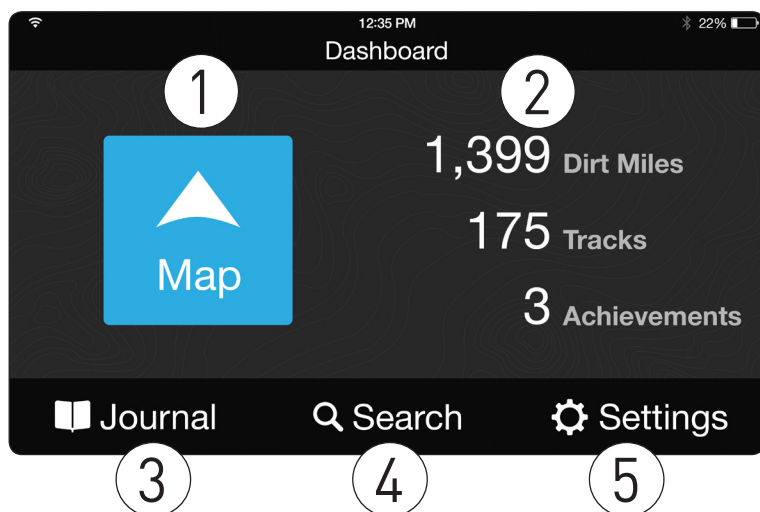 12:35 PM
22%
Dashboard
1
2
1,399 Dirt Miles
175 Tracks
Map
3 Achievements
Journal
Search
Settings
3
4
5